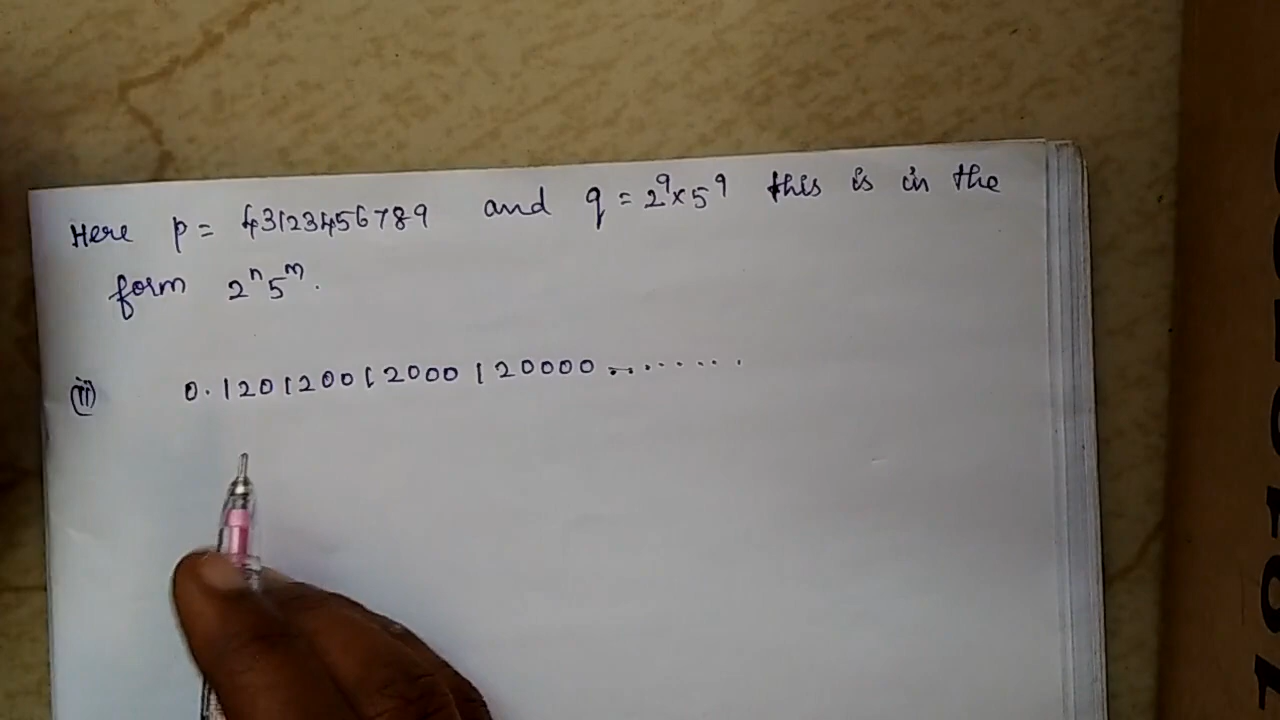 Here p = 43123456789 and q = 2⁹×5⁹ this is in the
form 2ⁿ5ᵐ.
(ii) 0.120120012000120000.........